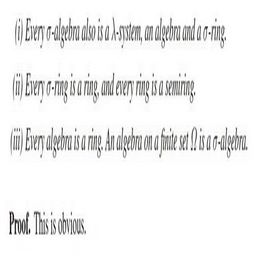 (i) Every σ-algebra also is a λ-system, an algebra and a σ-ring.
(ii) Every σ-ring is a ring, and every ring is a semiring.
(iii) Every algebra is a ring. An algebra on a finite set Ω is a σ-algebra.
Proof. This is obvious.